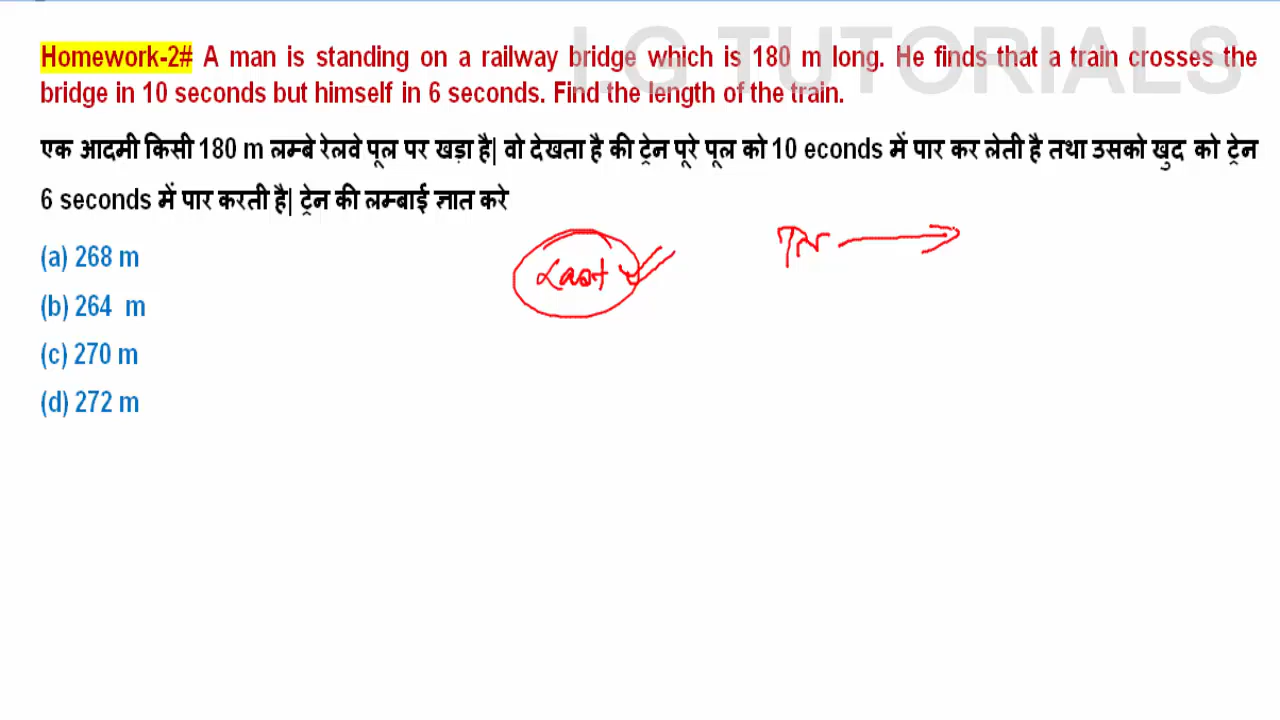 Homework-2# A man is standing on a railway bridge which is 180 m long. He finds that a train crosses the
bridge in 10 seconds but himself in 6 seconds. Find the length of the train.
I.G TUTORIALS
एक आदमी किसी 180 m लम्बे रेलवे पूल पर खड़ा है| वो देखता है की ट्रेन पूरे पूल को 10 econds में पार कर लेती है तथा उसको खुद को ट्रेन
6 seconds में पार करती है| ट्रेन की लम्बाई ज्ञात करे
(a) 268 m
Last
(b) 264 m
(c) 270 m
(d) 272 m